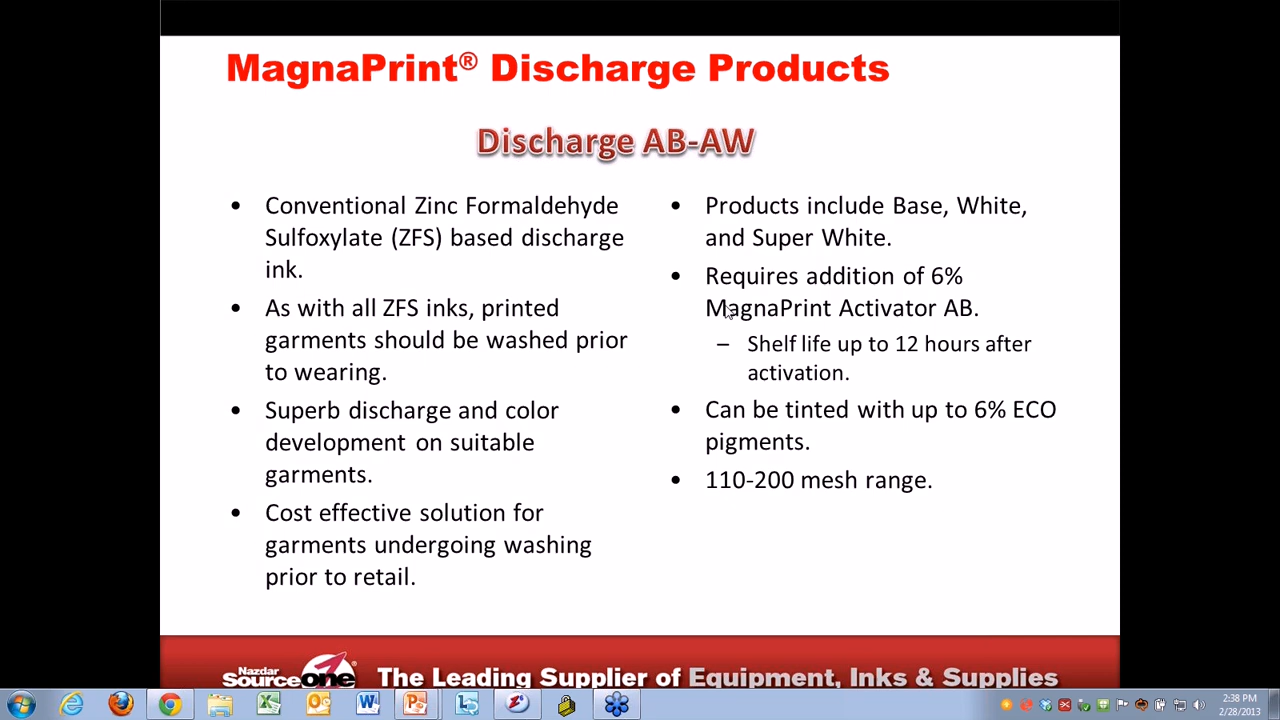 MagnaPrint® Discharge Products
Discharge AB-AW
• Conventional Zinc Formaldehyde
Sulfoxylate (ZFS) based discharge
ink.
• As with all ZFS inks, printed
garments should be washed prior
to wearing.
• Superb discharge and color
development on suitable
garments.
• Cost effective solution for
garments undergoing washing
prior to retail.
• Products include Base, White,
and Super White.
• Requires addition of 6%
MagnaPrint Activator AB.
– Shelf life up to 12 hours after
activation.
• Can be tinted with up to 6% ECO
pigments.
• 110-200 mesh range.
Nazdar
sourceone®
The Leading Supplier of Equipment, Inks & Supplies
2:38 PM
2/28/2013